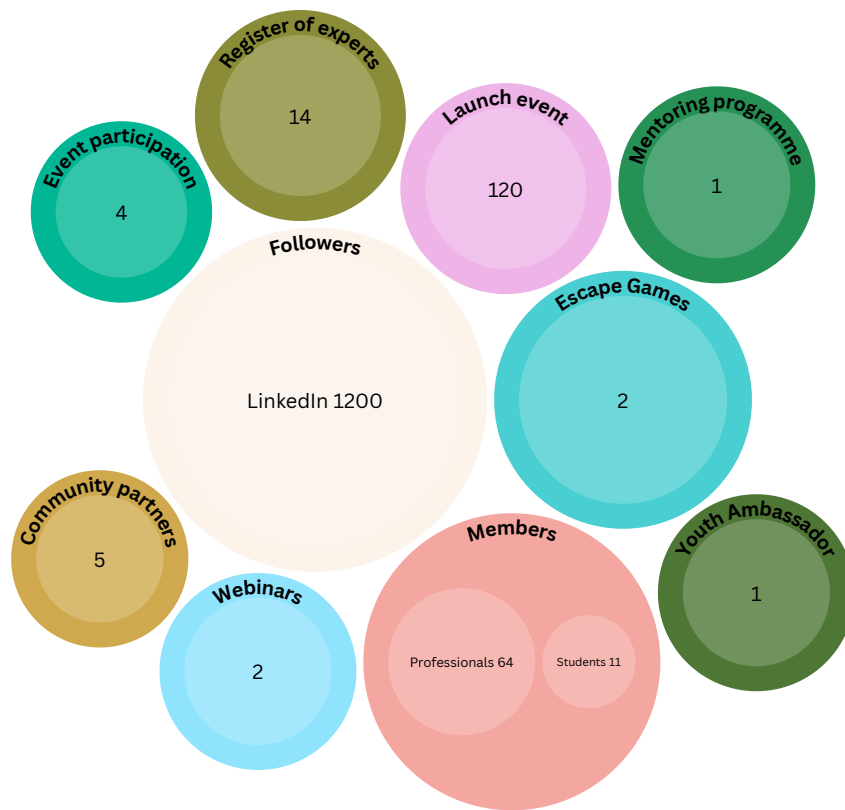 Register of experts
14
Launch event
120
Mentoring programme
1
Event participation
4
Followers
LinkedIn 1200
Escape Games
2
Community partners
5
Webinars
2
Members
Professionals 64
Students 11
Youth Ambassador
1